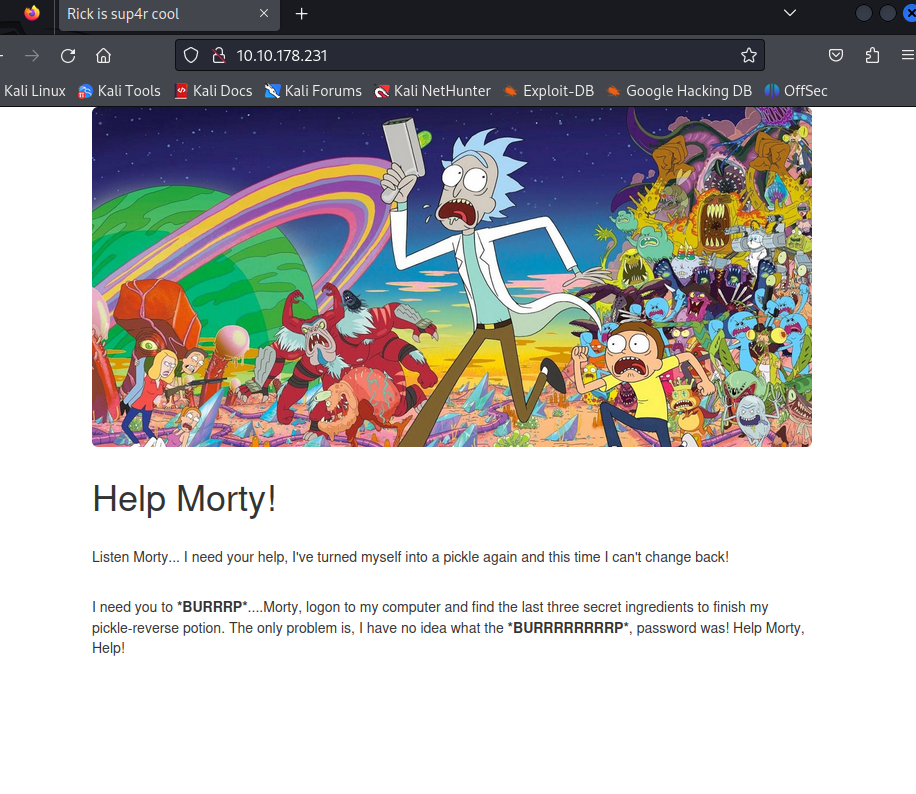 Rick is sup4r cool
10.10.178.231
Kali Linux Kali Tools Kali Docs Kali Forums Kali NetHunter Exploit-DB Google Hacking DB OffSec
Help Morty!
Listen Morty... I need your help, I've turned myself into a pickle again and this time I can't change back!
I need you to *BURRRP*....Morty, logon to my computer and find the last three secret ingredients to finish my
pickle-reverse potion. The only problem is, I have no idea what the *BURRRRRRRRP*, password was! Help Morty,
Help!